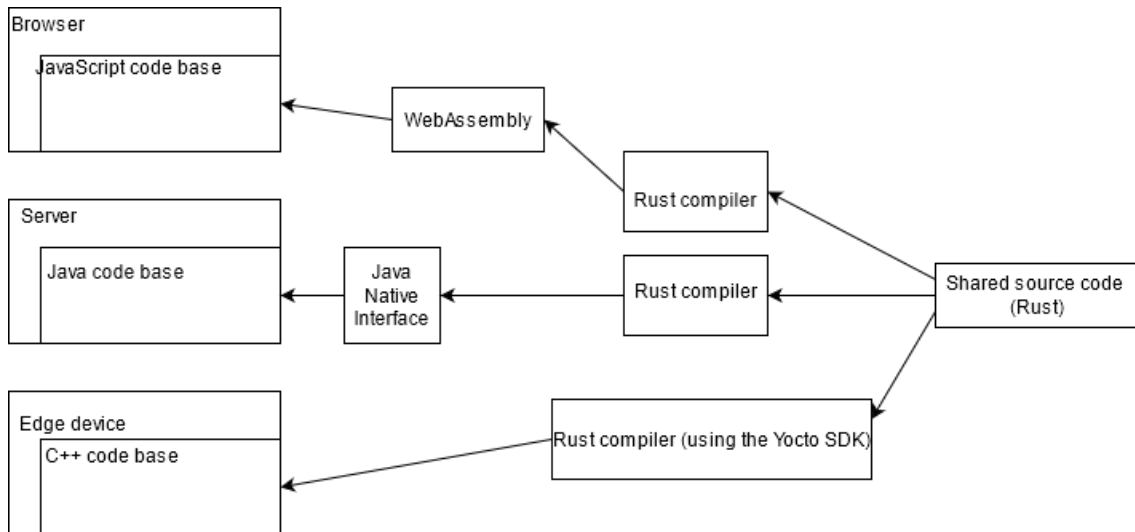 Browser
JavaScript code base
WebAssembly
Rust compiler
Server
Java code base
Java
Native
Interface
Rust compiler
Shared source code
(Rust)
Edge device
C++ code base
Rust compiler (using the Yocto SDK)